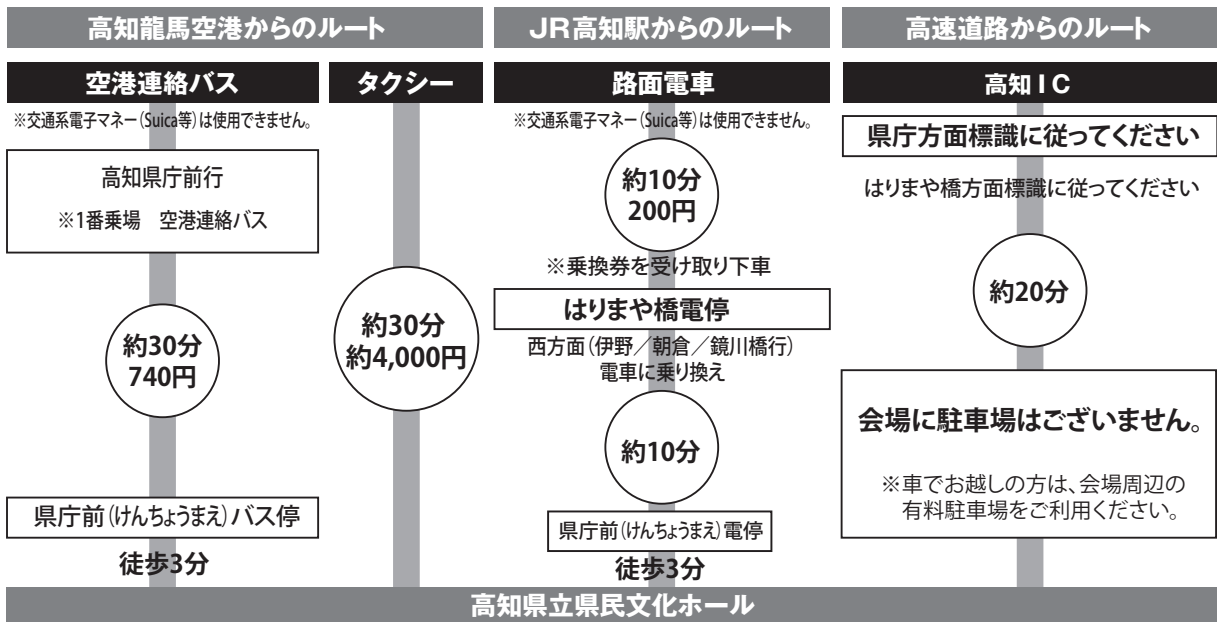 高知龍馬空港からのルート
空港連絡バス
※交通系電子マネー（Suica等）は使用できません。
高知県庁前行
※1番乗場　空港連絡バス
約30分
740円
県庁前（けんちょうまえ）バス停
徒歩3分
タクシー
約30分
約4,000円
JR高知駅からのルート
路面電車
※交通系電子マネー（Suica等）は使用できません。
約10分
200円
※乗換券を受け取り下車
はりまや橋電停
西方面（伊野／朝倉／鏡川橋行）
電車に乗り換え
約10分
県庁前（けんちょうまえ）電停
徒歩3分
高速道路からのルート
高知IC
県庁方面標識に従ってください
はりまや橋方面標識に従ってください
約20分
会場に駐車場はございません。
※車でお越しの方は、会場周辺の
有料駐車場をご利用ください。
高知県立県民文化ホール